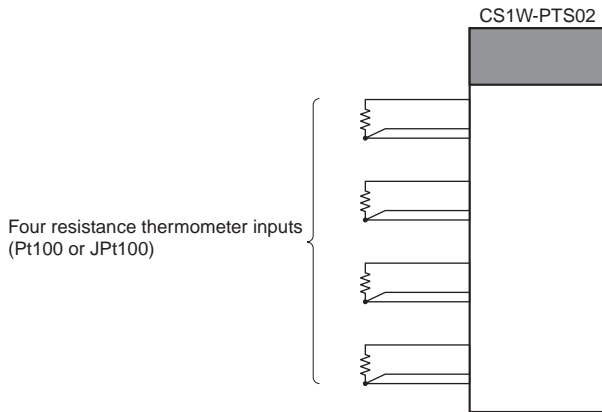 CS1W-PTS02
Four resistance thermometer inputs
(Pt100 or JPt100)